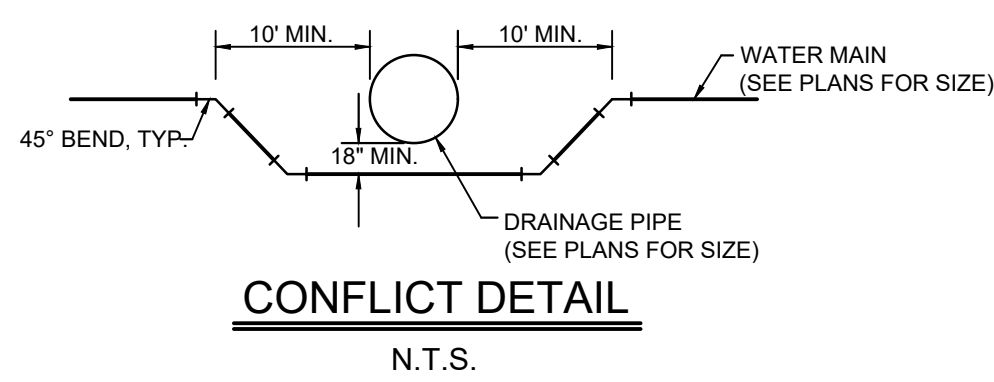 10' MIN.
10' MIN.
WATER MAIN
(SEE PLANS FOR SIZE)
45° BEND, TYP.
18" MIN.
DRAINAGE PIPE
(SEE PLANS FOR SIZE)
CONFLICT DETAIL
N.T.S.